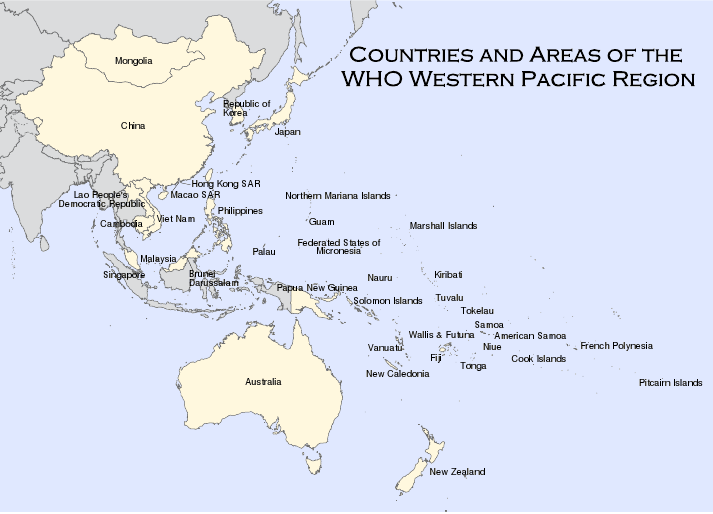 COUNTRIES AND AREAS OF THE
WHO WESTERN PACIFIC REGION
Mongolia
Republic of
Korea
China
Japan
Hong Kong SAR
Lao People's
Democratic Republic
Macao SAR
Northern Mariana Islands
Philippines
Viet Nam
Cambodia
Guam
Marshall Islands
Federated States of
Micronesia
Palau
Malaysia
Singapore
Brunei
Darussalam
Nauru
Kiribati
Papua New Guinea
Solomon Islands
Tuvalu
Tokelau
Samoa
Wallis & Futuna
American Samoa
Vanuatu
Niue
French Polynesia
Fiji
Cook Islands
Tonga
New Caledonia
Australia
Pitcairn Islands
New Zealand